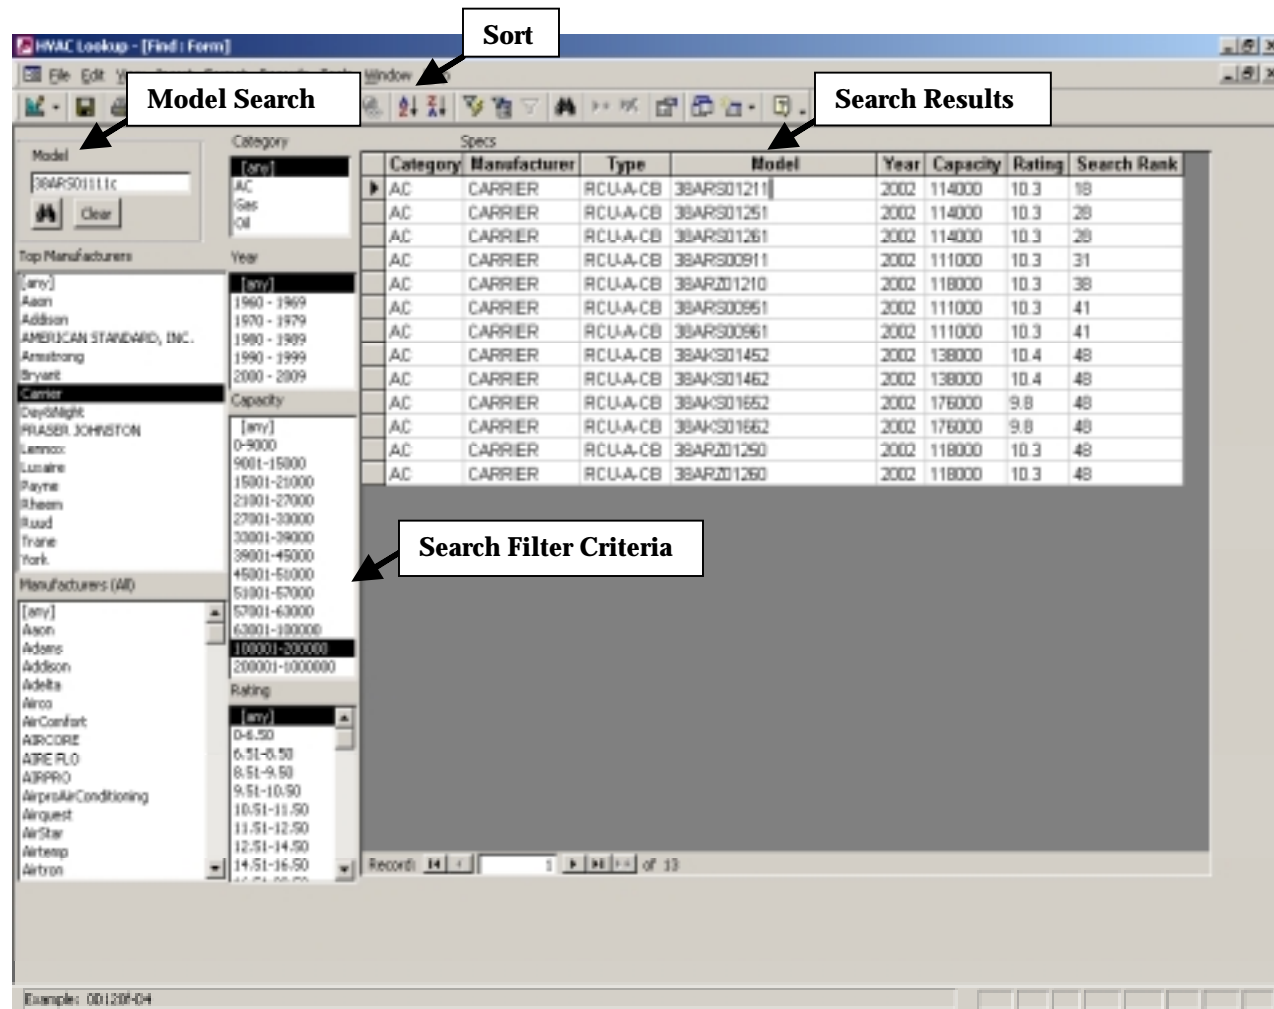 Sort
HVAC Lookup - [Find : Form]
File Edit Window
Model Search
Search Results
Model
38ARS01111c
Clear
Category
[any]
AC
Gas
Oil
Top Manufacturers
[any]
Aaon
Addison
AMERICAN STANDARD, INC.
Armstrong
Bryant
Carrier
Day&Night
FRASER JOHNSTON
Lennox
Luxaire
Payne
Rheem
Ruud
Trane
York
Year
[any]
1960 - 1969
1970 - 1979
1980 - 1989
1990 - 1999
2000 - 2009
Capacity
[any]
0-9000
9001-15000
15001-21000
21001-27000
27001-33000
33001-39000
39001-45000
45001-51000
51001-57000
57001-63000
63001-100000
100001-200000
200001-1000000
Manufacturers (All)
[any]
Aaon
Adams
Addison
Adelta
Airco
AirComfort
AIRCORE
AIRE FLO
AIRPRO
AirproAirConditioning
Airquest
AirStar
Airtemp
Airtron
Rating
[any]
0-6.50
6.51-8.50
8.51-9.50
9.51-10.50
10.51-11.50
11.51-12.50
12.51-14.50
14.51-16.50
Specs
Category Manufacturer Type Model Year Capacity Rating Search Rank
AC CARRIER RCU-A-CB 38ARS01211 2002 114000 10.3 18
AC CARRIER RCU-A-CB 38ARS01251 2002 114000 10.3 28
AC CARRIER RCU-A-CB 38ARS01261 2002 114000 10.3 28
AC CARRIER RCU-A-CB 38ARS00911 2002 111000 10.3 31
AC CARRIER RCU-A-CB 38ARZ01210 2002 118000 10.3 38
AC CARRIER RCU-A-CB 38ARS00951 2002 111000 10.3 41
AC CARRIER RCU-A-CB 38ARS00961 2002 111000 10.3 41
AC CARRIER RCU-A-CB 38AKS01452 2002 138000 10.4 48
AC CARRIER RCU-A-CB 38AKS01462 2002 138000 10.4 48
AC CARRIER RCU-A-CB 38AKS01652 2002 176000 9.8 48
AC CARRIER RCU-A-CB 38AKS01662 2002 176000 9.8 48
AC CARRIER RCU-A-CB 38ARZ01250 2002 118000 10.3 48
AC CARRIER RCU-A-CB 38ARZ01260 2002 118000 10.3 48
Search Filter Criteria
Record: 1 of 13
Example: 0D120f-04